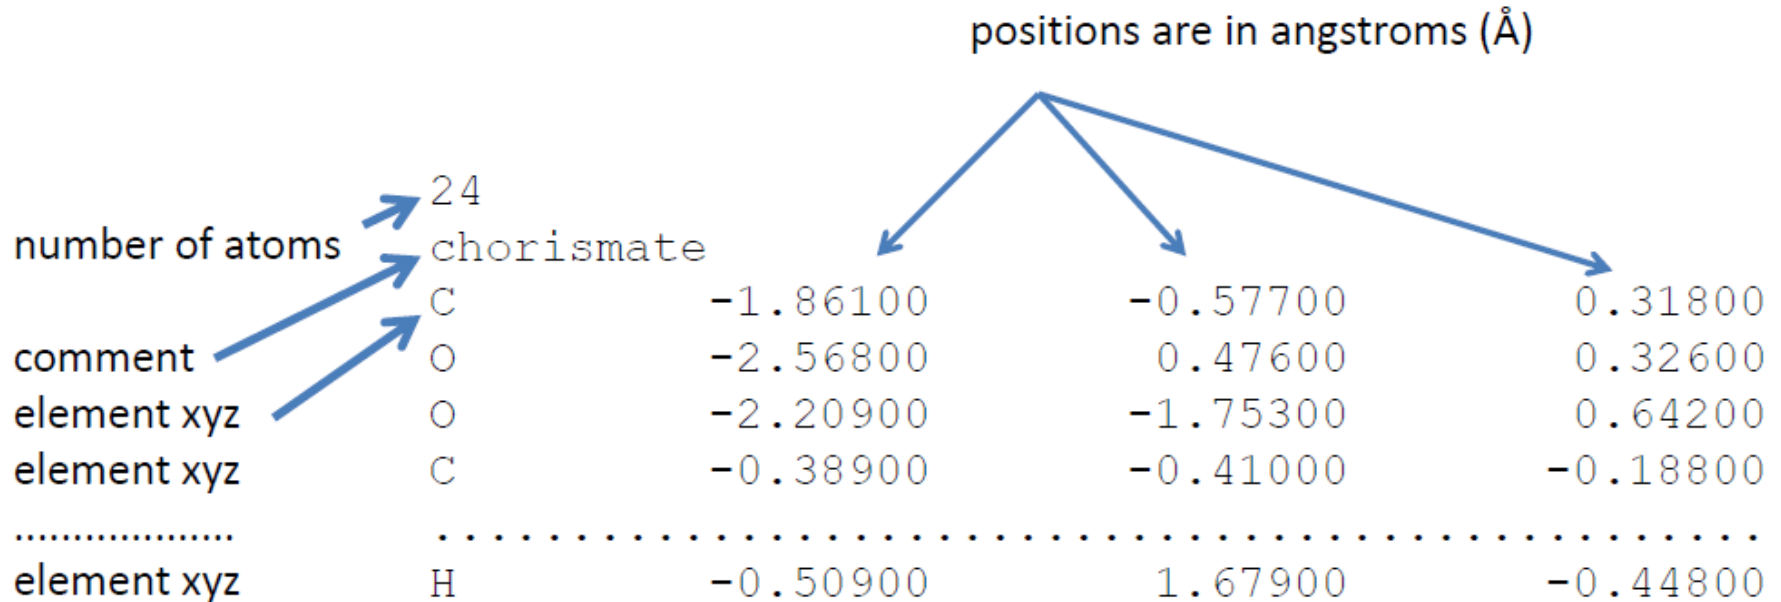 positions are in angstroms (Å)
24
number of atoms chorismate
C -1.86100 -0.57700 0.31800
comment O -2.56800 0.47600 0.32600
element xyz O -2.20900 -1.75300 0.64200
element xyz C -0.38900 -0.41000 -0.18800
................... ................................................
element xyz H -0.50900 1.67900 -0.44800